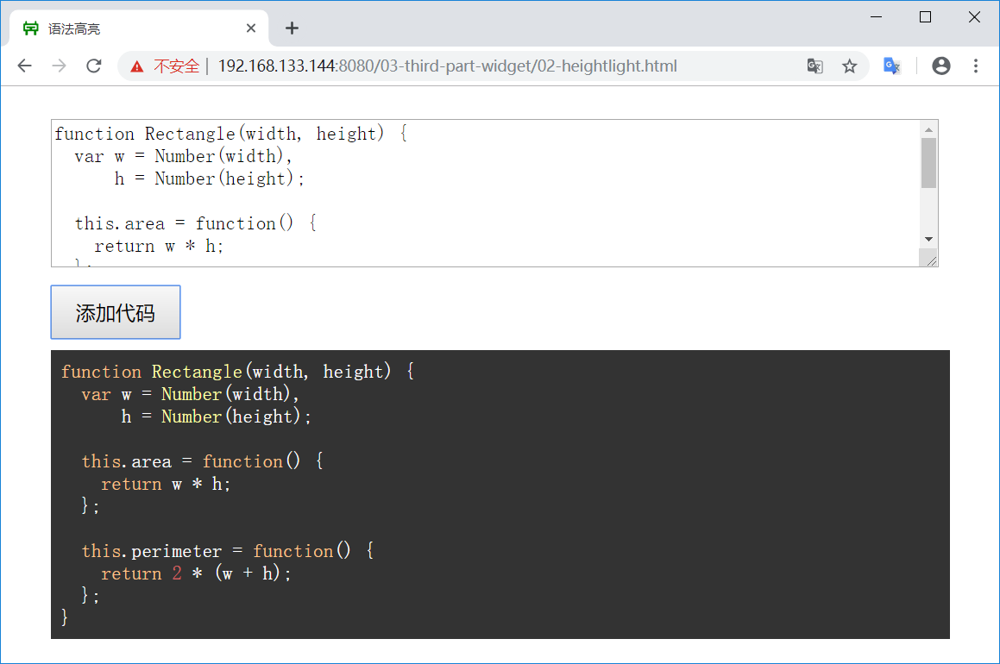 语法高亮
不安全 | 192.168.133.144:8080/03-third-part-widget/02-heightlight.html
function Rectangle(width, height) {
  var w = Number(width),
      h = Number(height);

  this.area = function() {
    return w * h;
  };
添加代码
function Rectangle(width, height) {
  var w = Number(width),
      h = Number(height);

  this.area = function() {
    return w * h;
  };

  this.perimeter = function() {
    return 2 * (w + h);
  };
}